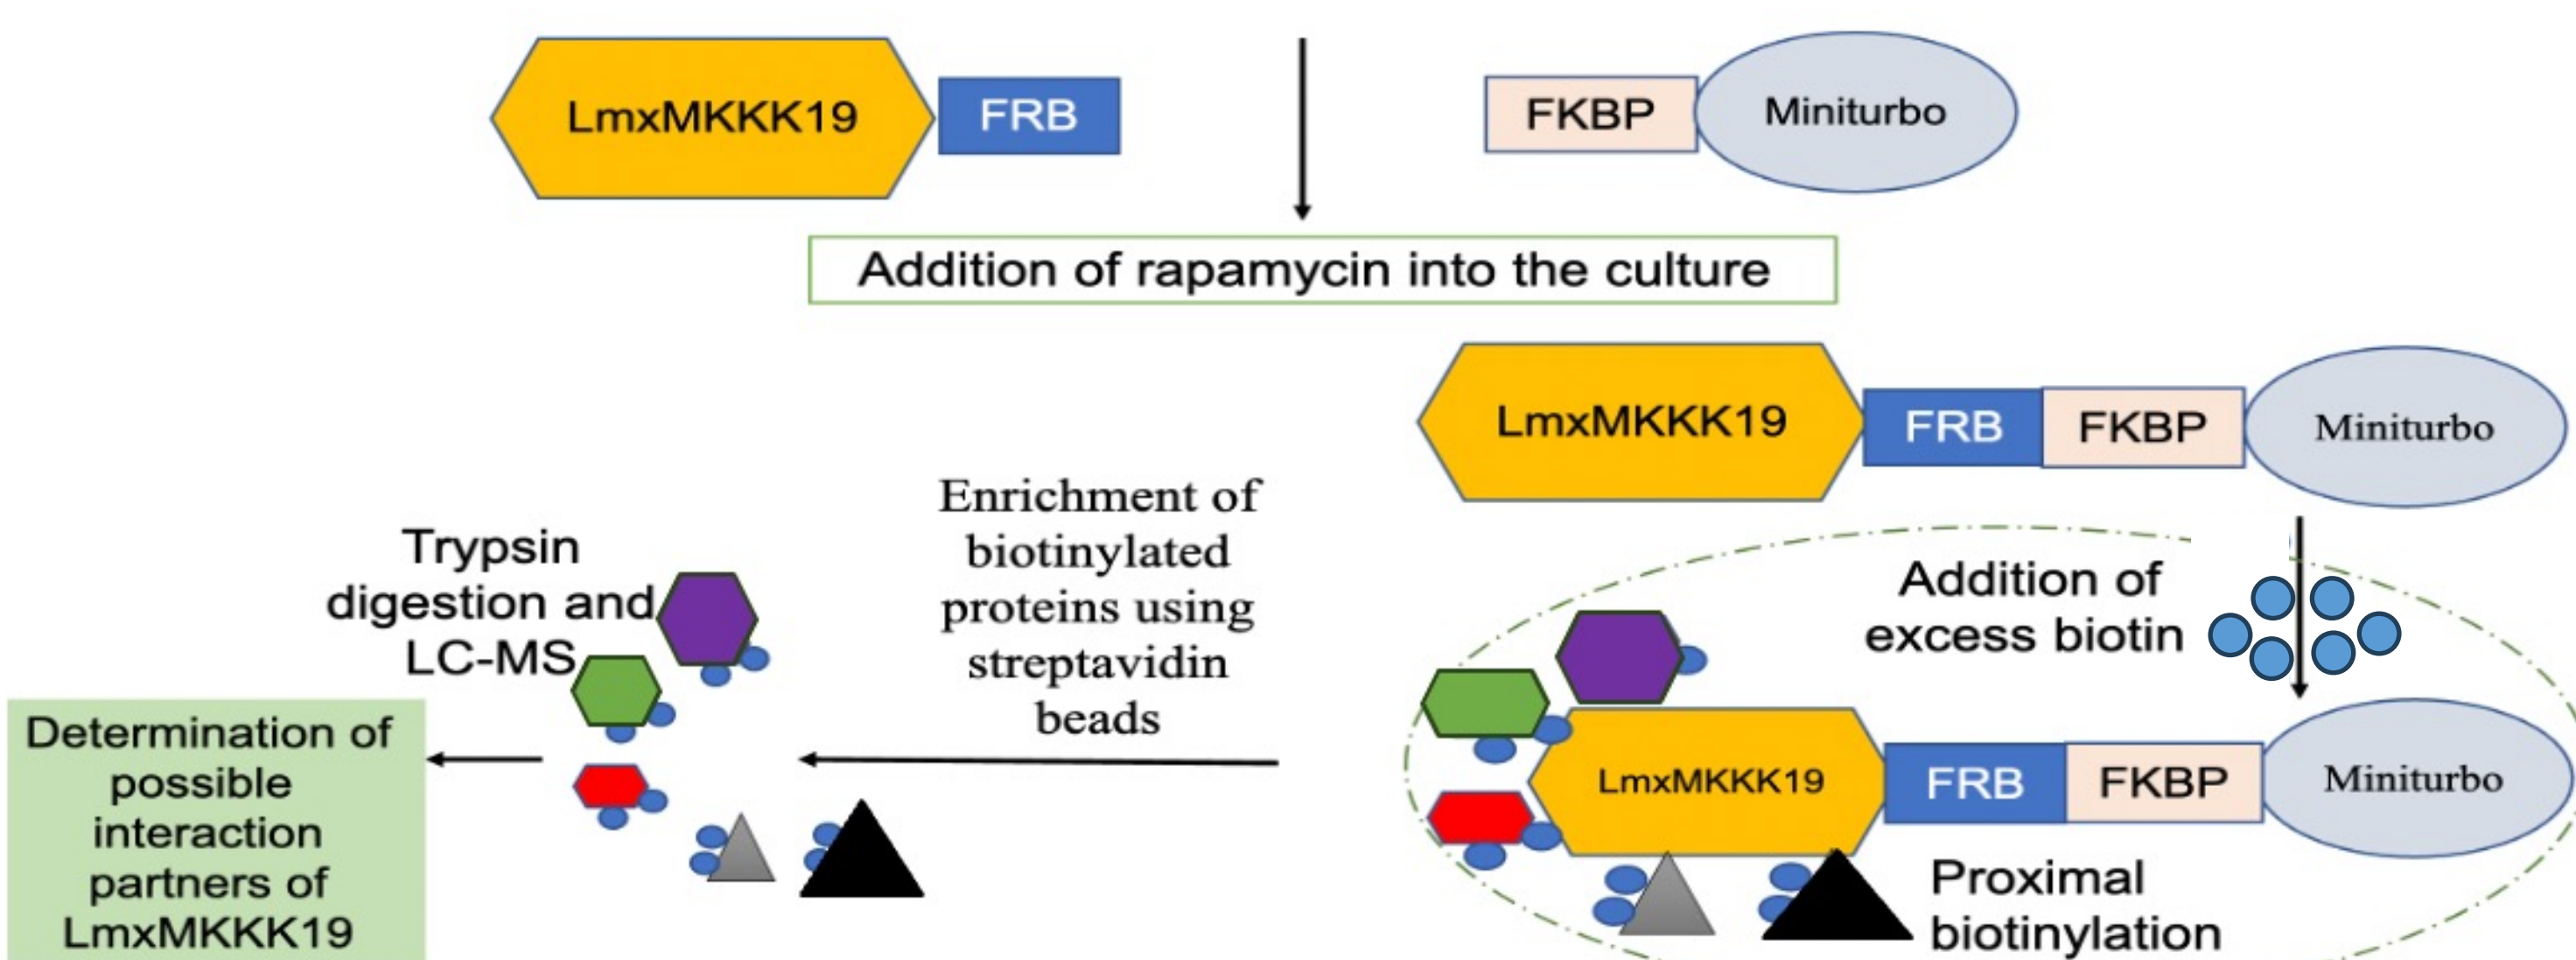 LmxMKKK19
FRB
FKBP
Miniturbo
Addition of rapamycin into the culture
LmxMKKK19
FRB
FKBP
Miniturbo
Addition of
excess biotin
LmxMKKK19
FRB
FKBP
Miniturbo
Proximal
biotinylation
Enrichment of
biotinylated
proteins using
streptavidin
beads
Trypsin
digestion and
LC-MS
Determination of
possible
interaction
partners of
LmxMKKK19